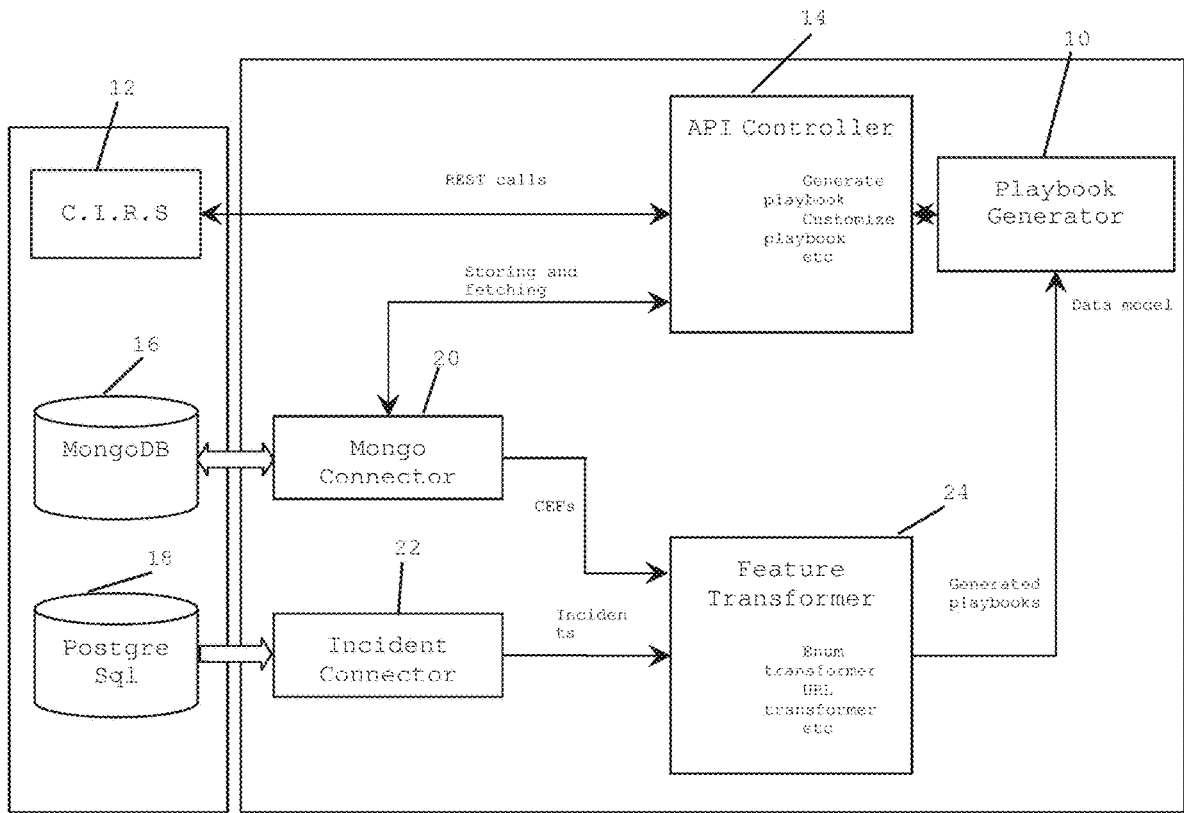 14
10
12
API Controller
Generate
playbook
Customize
playbook
etc
Playbook
Generator
C.I.R.S
REST calls
Storing and
fetching
Data model
16
20
MongoDB
Mongo
Connector
CEFs
24
18
22
Feature
Transformer
Enum
transformer
URL
transformer
etc
Generated
playbooks
Postgre
Sql
Incident
Connector
Inciden
ts